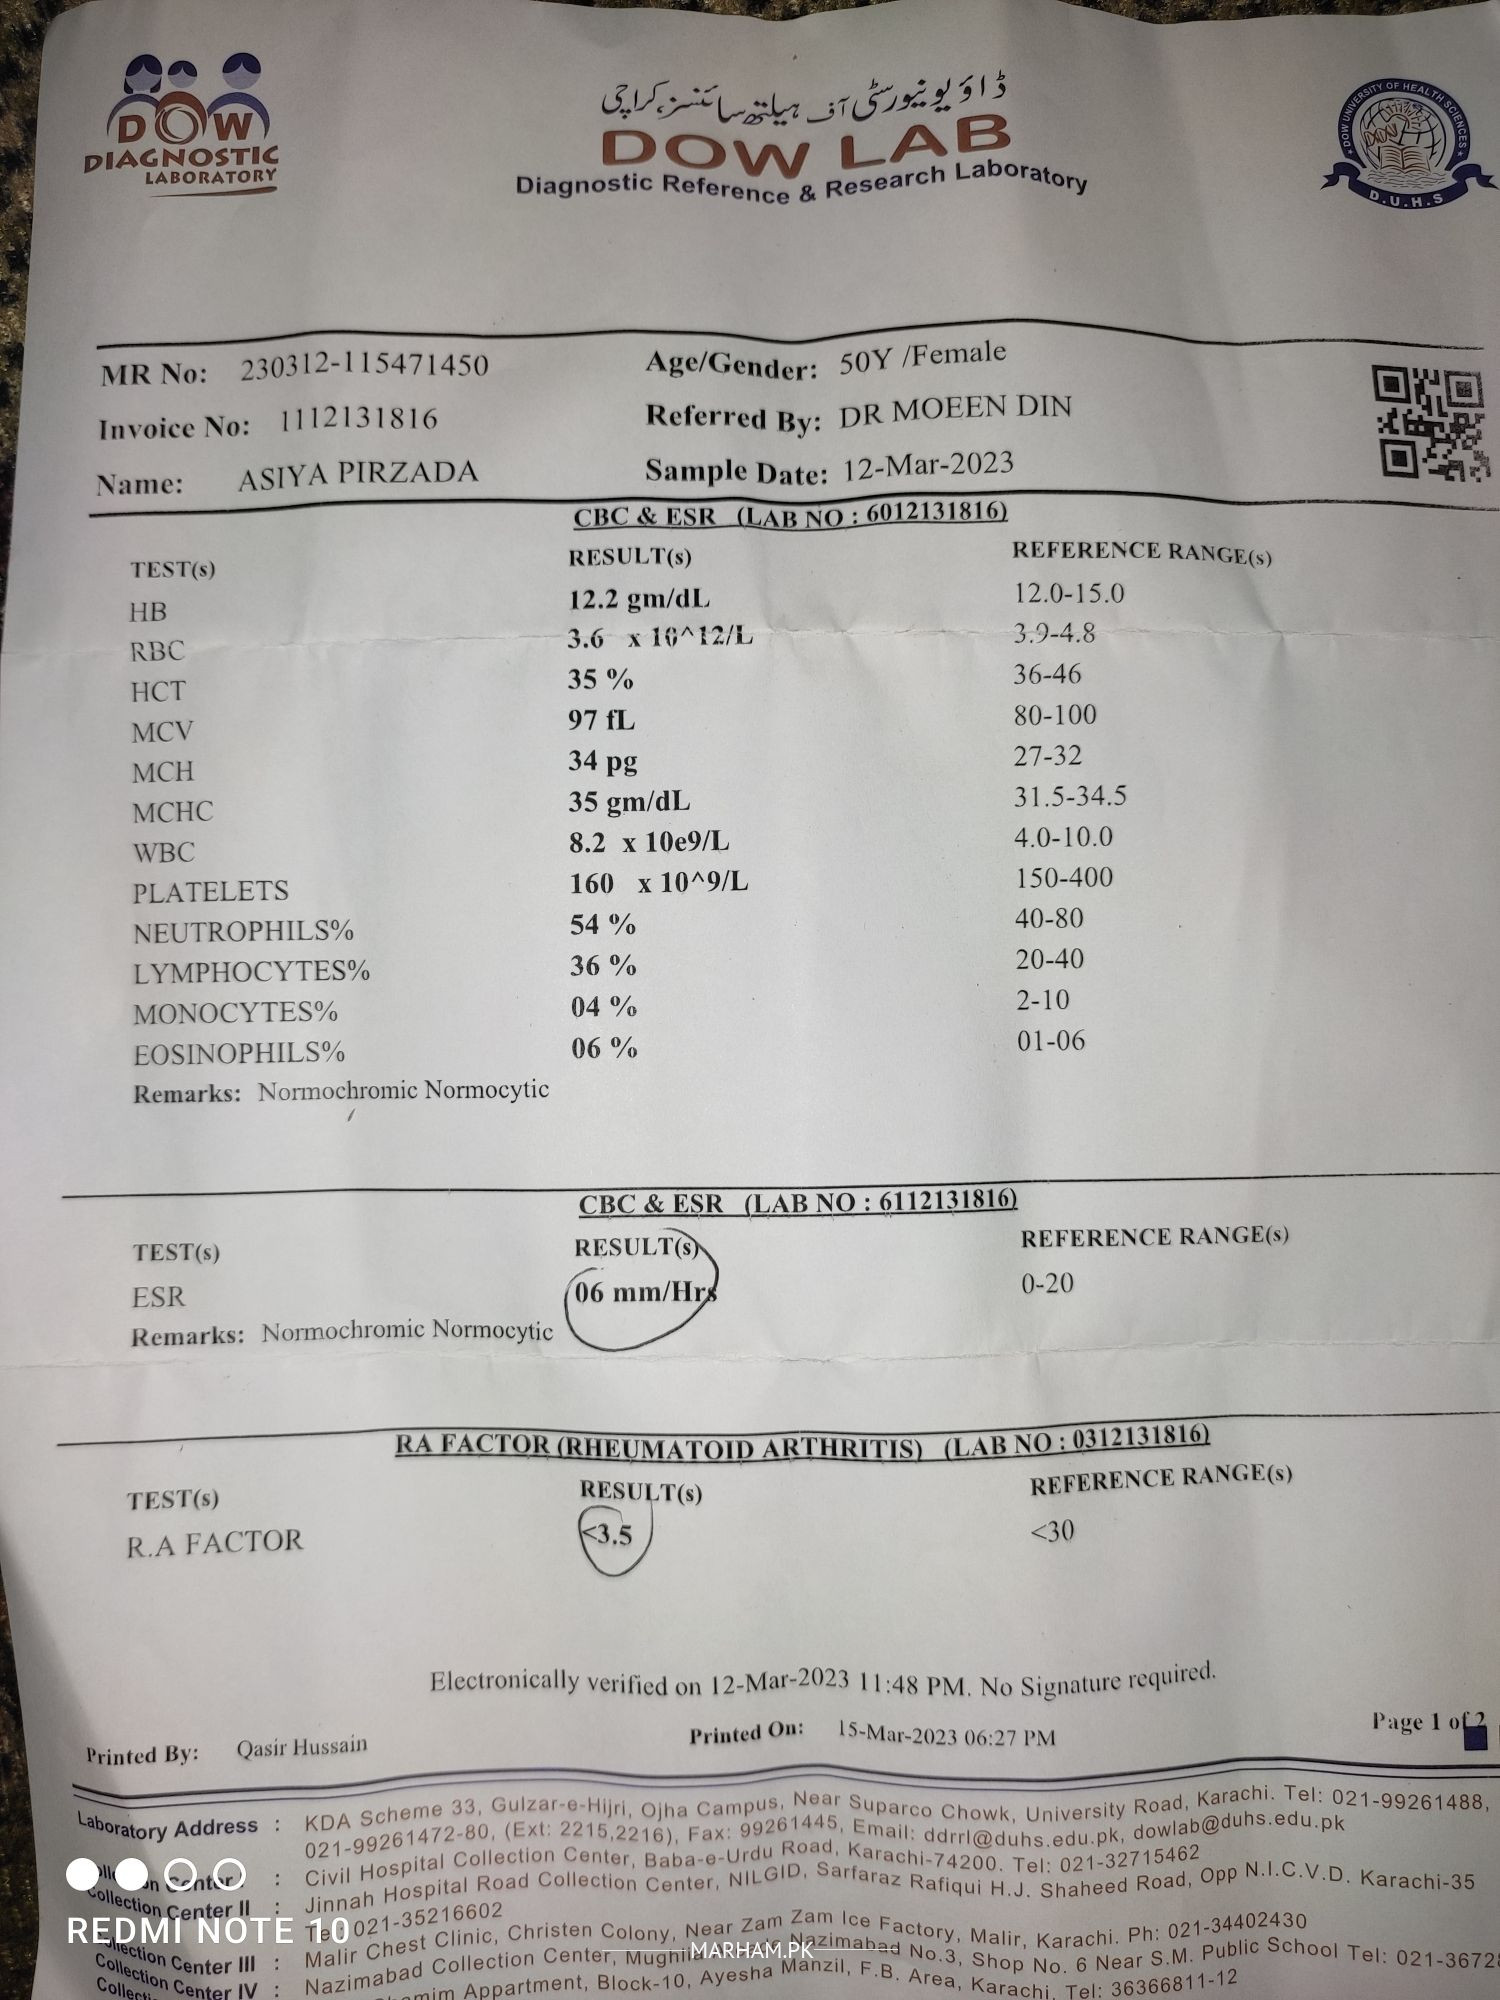 DOW
DIAGNOSTIC
LABORATORY
ڈاؤ یونیورسٹی آف ہیلتھ سائنسز، کراچی
DOW LAB
Diagnostic Reference & Research Laboratory
DOW UNIVERSITY OF HEALTH SCIENCES
D.U.H.S
MR No: 230312-115471450 Age/Gender: 50Y /Female
Invoice No: 1112131816 Referred By: DR MOEEN DIN
Name: ASIYA PIRZADA Sample Date: 12-Mar-2023
CBC & ESR (LAB NO : 6012131816)
TEST(s) RESULT(s) REFERENCE RANGE(s)
HB 12.2 gm/dL 12.0-15.0
RBC 3.6 x 10^12/L 3.9-4.8
HCT 35 % 36-46
MCV 97 fL 80-100
MCH 34 pg 27-32
MCHC 35 gm/dL 31.5-34.5
WBC 8.2 x 10e9/L 4.0-10.0
PLATELETS 160 x 10^9/L 150-400
NEUTROPHILS% 54 % 40-80
LYMPHOCYTES% 36 % 20-40
MONOCYTES% 04 % 2-10
EOSINOPHILS% 06 % 01-06
Remarks: Normochromic Normocytic
CBC & ESR (LAB NO : 6112131816)
TEST(s) RESULT(s) REFERENCE RANGE(s)
ESR 06 mm/Hrs 0-20
Remarks: Normochromic Normocytic
RA FACTOR (RHEUMATOID ARTHRITIS) (LAB NO : 0312131816)
TEST(s) RESULT(s) REFERENCE RANGE(s)
R.A FACTOR <3.5 <30
Electronically verified on 12-Mar-2023 11:48 PM. No Signature required.
Printed By: Qasir Hussain Printed On: 15-Mar-2023 06:27 PM Page 1 of 2
Laboratory Address : KDA Scheme 33, Gulzar-e-Hijri, Ojha Campus, Near Suparco Chowk, University Road, Karachi. Tel: 021-99261488,
021-99261472-80, (Ext: 2215,2216), Fax: 99261445, Email: ddrrl@duhs.edu.pk, dowlab@duhs.edu.pk
: Civil Hospital Collection Center, Baba-e-Urdu Road, Karachi-74200. Tel: 021-32715462
Collection Center II : Jinnah Hospital Road Collection Center, NILGID, Sarfaraz Rafiqui H.J. Shaheed Road, Opp N.I.C.V.D. Karachi-35
Tel: 021-35216602
Collection Center III : Malir Chest Clinic, Christen Colony, Near Zam Zam Ice Factory, Malir, Karachi. Ph: 021-34402430
Collection Center IV : Nazimabad Collection Center, Nazimabad No.3, Shop No. 6 Near S.M. Public School Tel: 021-3672
Appartment, Block-10, Ayesha Manzil, F.B. Area, Karachi. Tel: 36366811-12
REDMI NOTE 10
MARHAM.PK